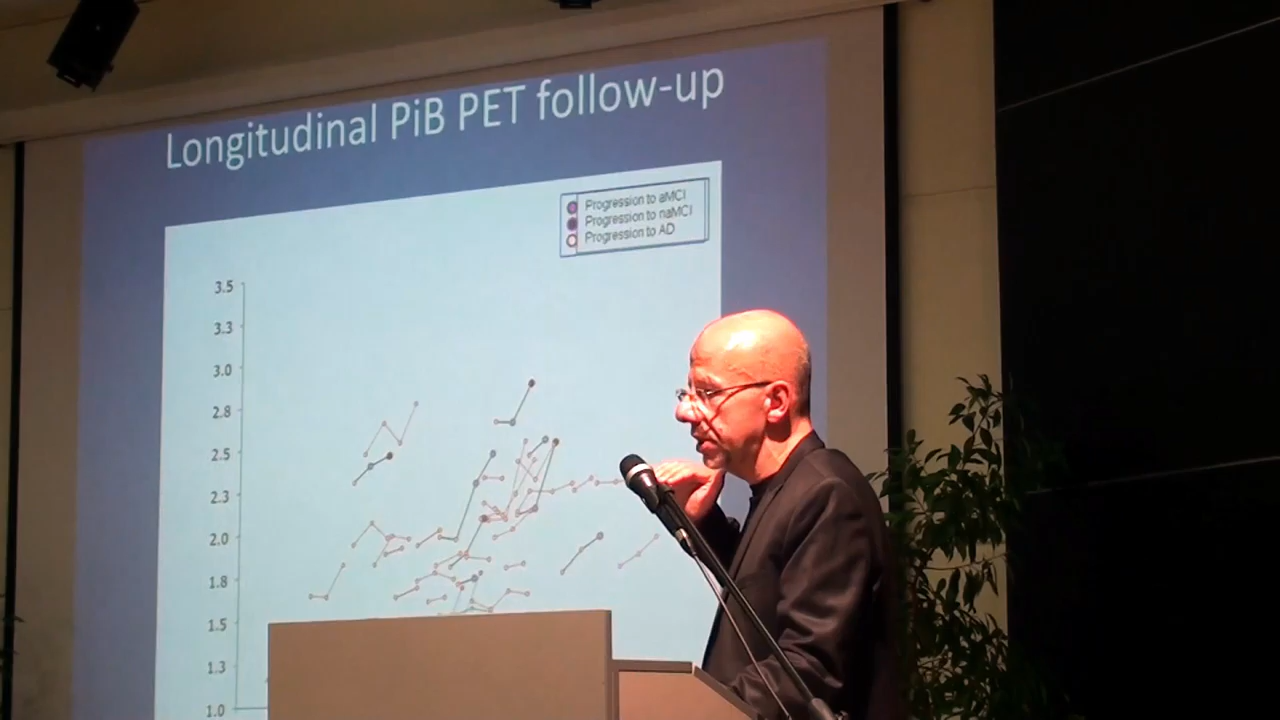 Longitudinal PiB PET follow-up
Progression to aMCI
Progression to naMCI
Progression to AD
3.5
3.3
3.0
2.8
2.5
2.3
2.0
1.8
1.5
1.3
1.0